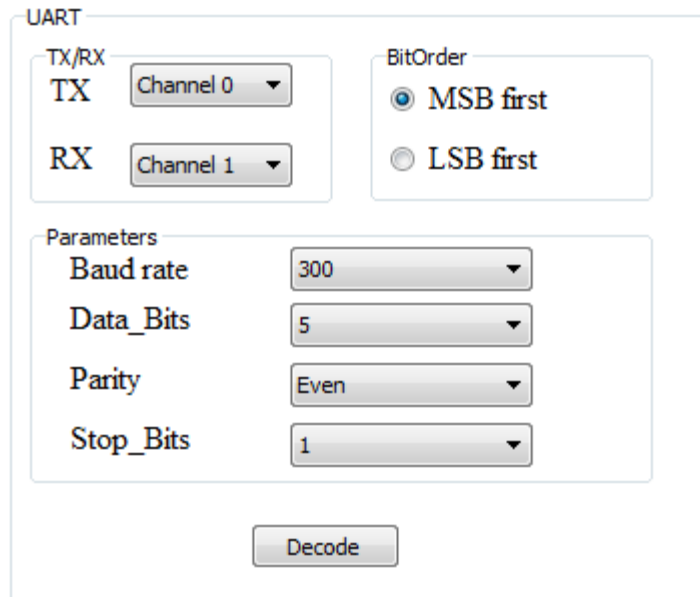 UART
TX/RX
TX Channel 0
RX Channel 1
BitOrder
MSB first
LSB first
Parameters
Baud rate 300
Data_Bits 5
Parity Even
Stop_Bits 1
Decode